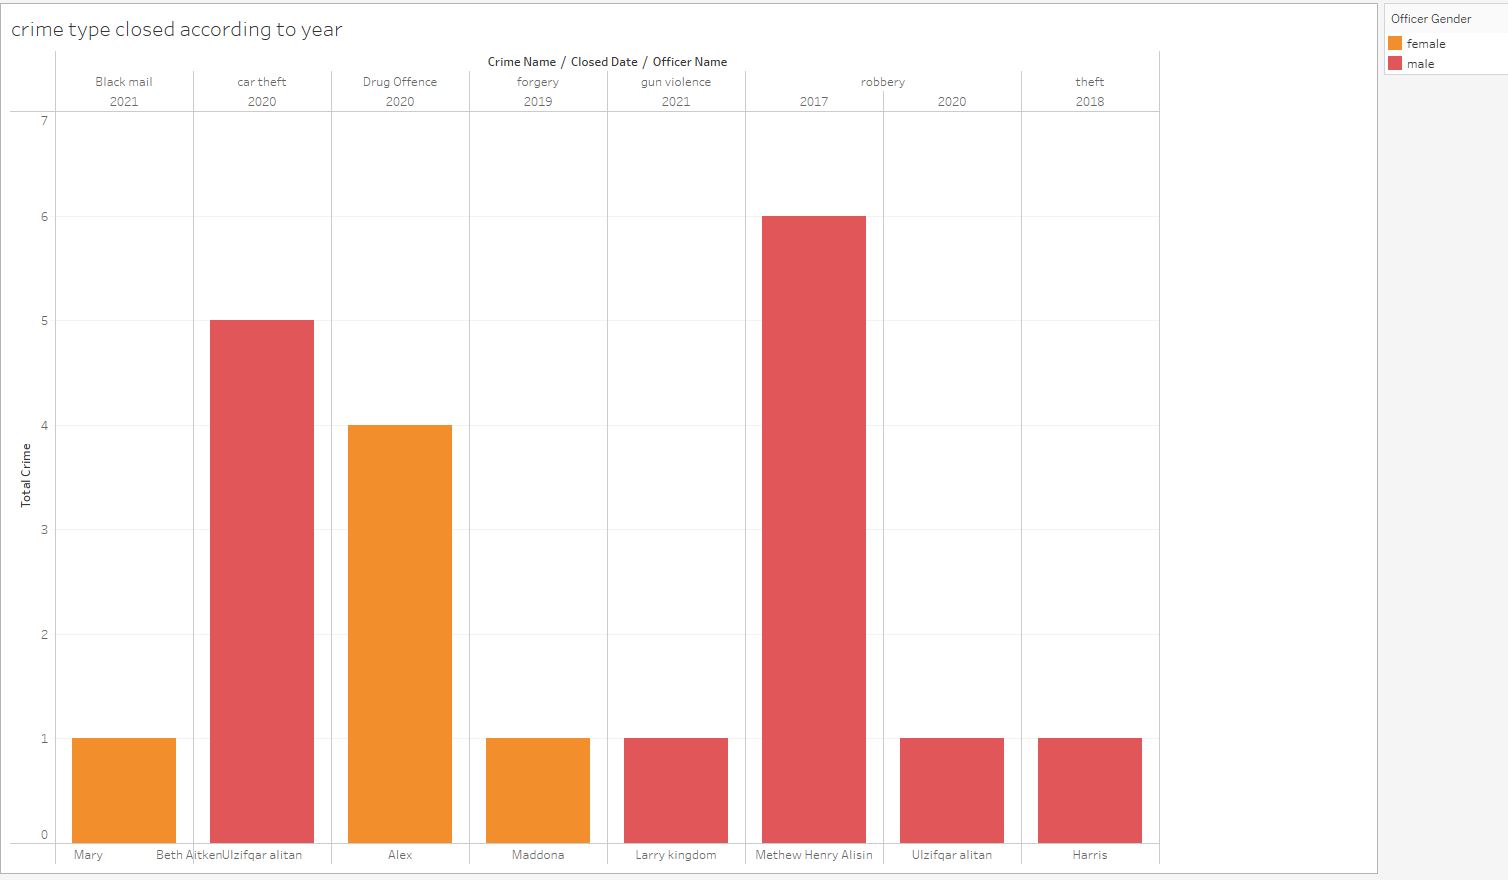 crime type closed according to year
Officer Gender
female
male
Crime Name / Closed Date / Officer Name
Black mail car theft Drug Offence forgery gun violence robbery theft
2021 2020 2020 2019 2021 2017 2020 2018
7
6
5
4
3
2
1
0
Total Crime
Mary Beth Aitken Ulzifqar alitan Alex Maddona Larry kingdom Methew Henry Alisin Ulzifqar alitan Harris